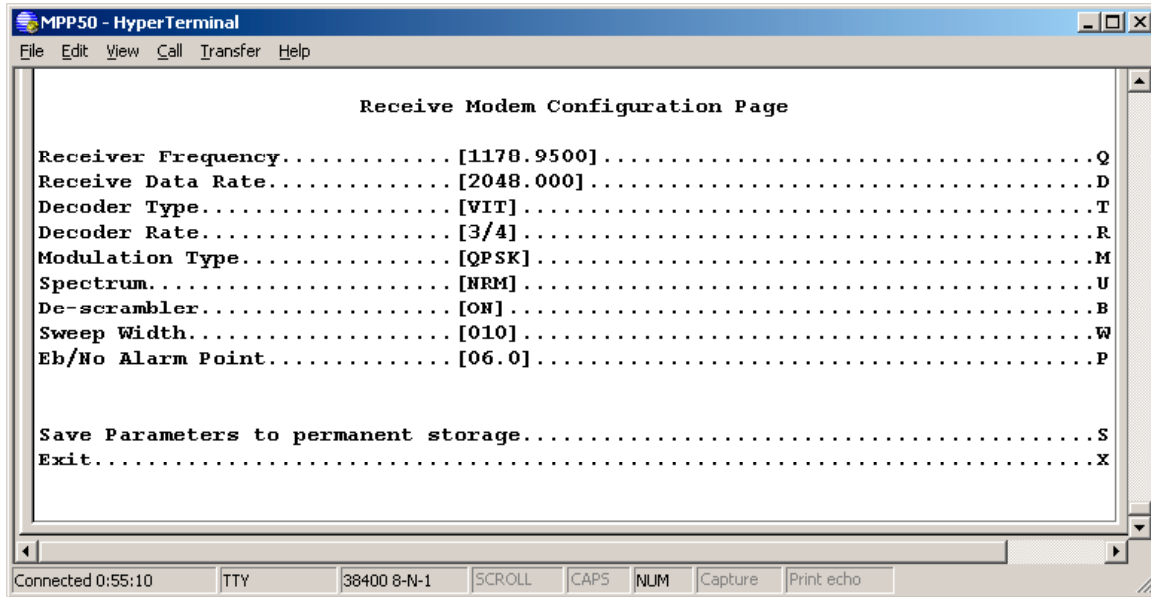 MPP50 - HyperTerminal
File Edit View Call Transfer Help
Receive Modem Configuration Page
Receiver Frequency.............[1178.9500].....................................Q
Receive Data Rate..............[2048.000]......................................D
Decoder Type...................[VIT]...........................................T
Decoder Rate...................[3/4]...........................................R
Modulation Type................[QPSK]..........................................M
Spectrum.......................[NRM]...........................................U
De-scrambler...................[ON]............................................B
Sweep Width....................[010]...........................................W
Eb/No Alarm Point..............[06.0]..........................................P
Save Parameters to permanent storage...........................................S
Exit...........................................................................X
Connected 0:55:10 TTY 38400 8-N-1 SCROLL CAPS NUM Capture Print echo